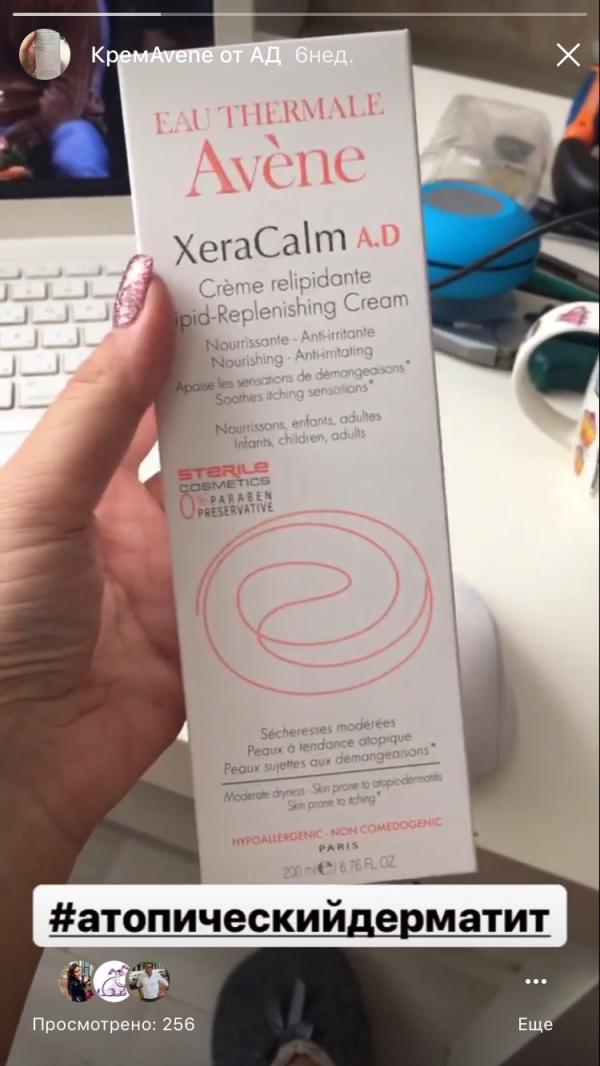 КремAvene от АД 6нед.
EAU THERMALE
Avène
XeraCalm A.D
Crème relipidante
ipid-Replenishing Cream
Nourrissante - Anti-irritante
Nourishing - Anti-irritating
Apaise les sensations de démangeaisons*
Soothes itching sensations*
Nourrissons, enfants, adultes
Infants, children, adults
STERILE
COSMETICS
0% PARABEN
PRESERVATIVE
Sécheresses modérées
Peaux à tendance atopique
Peaux sujettes aux démangeaisons*
Moderate dryness - Skin prone to atopic-dermatitis
Skin prone to itching*
HYPOALLERGENIC - NON COMEDOGENIC
PARIS
200 ml e / 6.76 FL.OZ
#атопическийдерматит
Просмотрено: 256
Еще